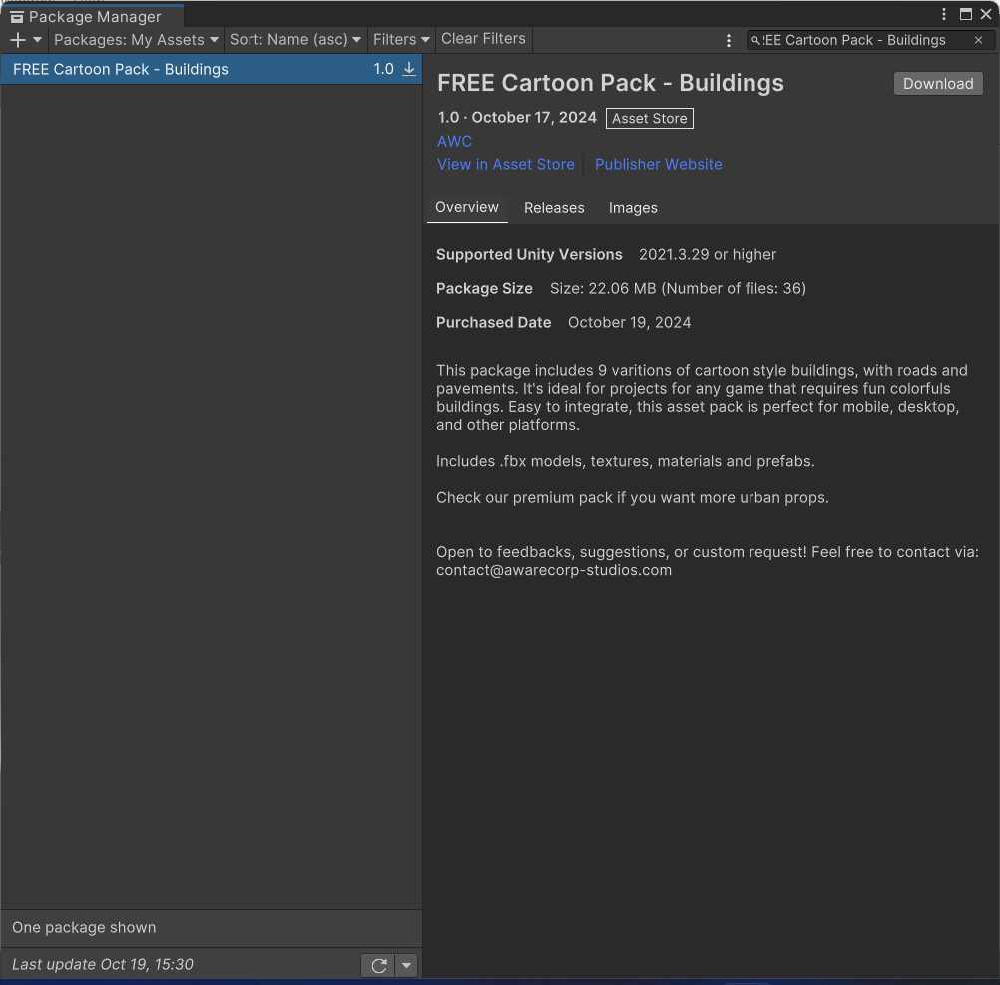 Package Manager
Packages: My Assets Sort: Name (asc) Filters Clear Filters :EE Cartoon Pack - Buildings
FREE Cartoon Pack - Buildings 1.0
FREE Cartoon Pack - Buildings Download
1.0 · October 17, 2024 Asset Store
AWC
View in Asset Store Publisher Website
Overview Releases Images
Supported Unity Versions 2021.3.29 or higher
Package Size Size: 22.06 MB (Number of files: 36)
Purchased Date October 19, 2024
This package includes 9 varitions of cartoon style buildings, with roads and
pavements. It's ideal for projects for any game that requires fun colorfuls
buildings. Easy to integrate, this asset pack is perfect for mobile, desktop,
and other platforms.
Includes .fbx models, textures, materials and prefabs.
Check our premium pack if you want more urban props.
Open to feedbacks, suggestions, or custom request! Feel free to contact via:
contact@awarecorp-studios.com
One package shown
Last update Oct 19, 15:30